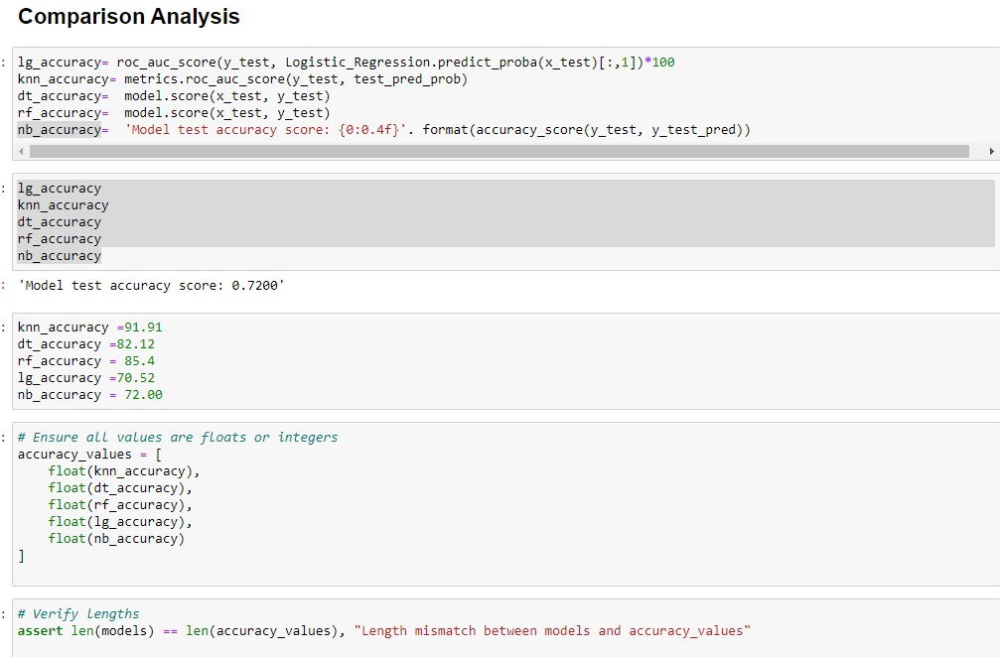 Comparison Analysis
: lg_accuracy= roc_auc_score(y_test, Logistic_Regression.predict_proba(x_test)[:,1])*100
knn_accuracy= metrics.roc_auc_score(y_test, test_pred_prob)
dt_accuracy=  model.score(x_test, y_test)
rf_accuracy=  model.score(x_test, y_test)
nb_accuracy=  'Model test accuracy score: {0:0.4f}'. format(accuracy_score(y_test, y_test_pred))
: lg_accuracy
knn_accuracy
dt_accuracy
rf_accuracy
nb_accuracy
: 'Model test accuracy score: 0.7200'
: knn_accuracy =91.91
dt_accuracy =82.12
rf_accuracy = 85.4
lg_accuracy =70.52
nb_accuracy = 72.00
: # Ensure all values are floats or integers
accuracy_values = [
    float(knn_accuracy),
    float(dt_accuracy),
    float(rf_accuracy),
    float(lg_accuracy),
    float(nb_accuracy)
]
: # Verify lengths
assert len(models) == len(accuracy_values), "Length mismatch between models and accuracy_values"